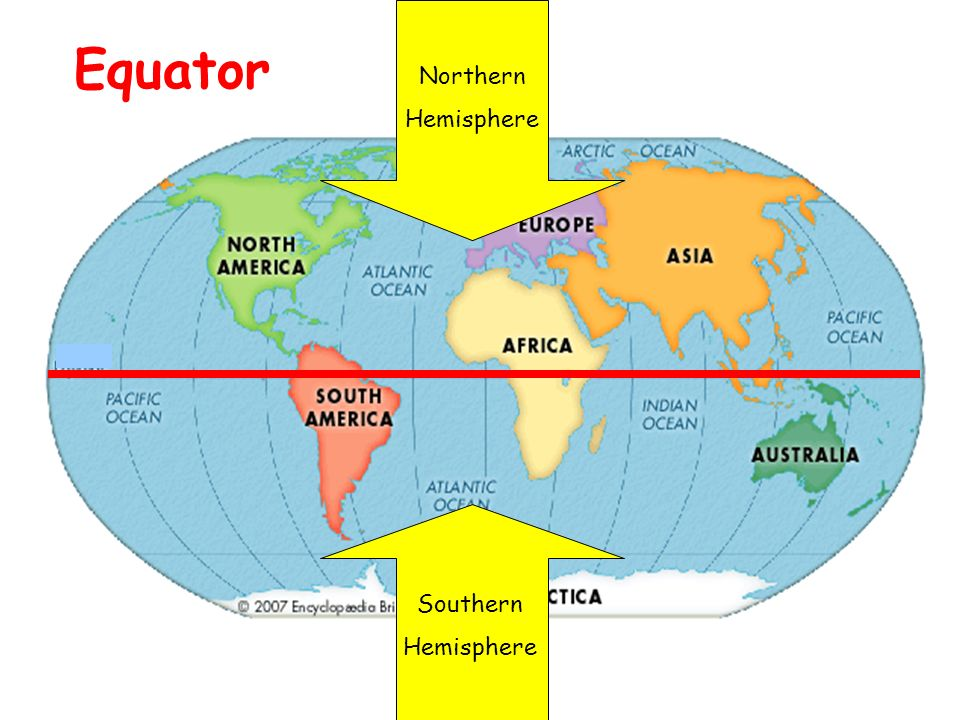 Equator
Northern
Hemisphere
ARCTIC OCEAN
EUROPE
NORTH
AMERICA
ASIA
ATLANTIC
OCEAN
PACIFIC
OCEAN
AFRICA
PACIFIC
OCEAN
SOUTH
AMERICA
INDIAN
OCEAN
AUSTRALIA
ATLANTIC
OCEAN
© 2007 Encyclopædia Bri
CTICA
Southern
Hemisphere